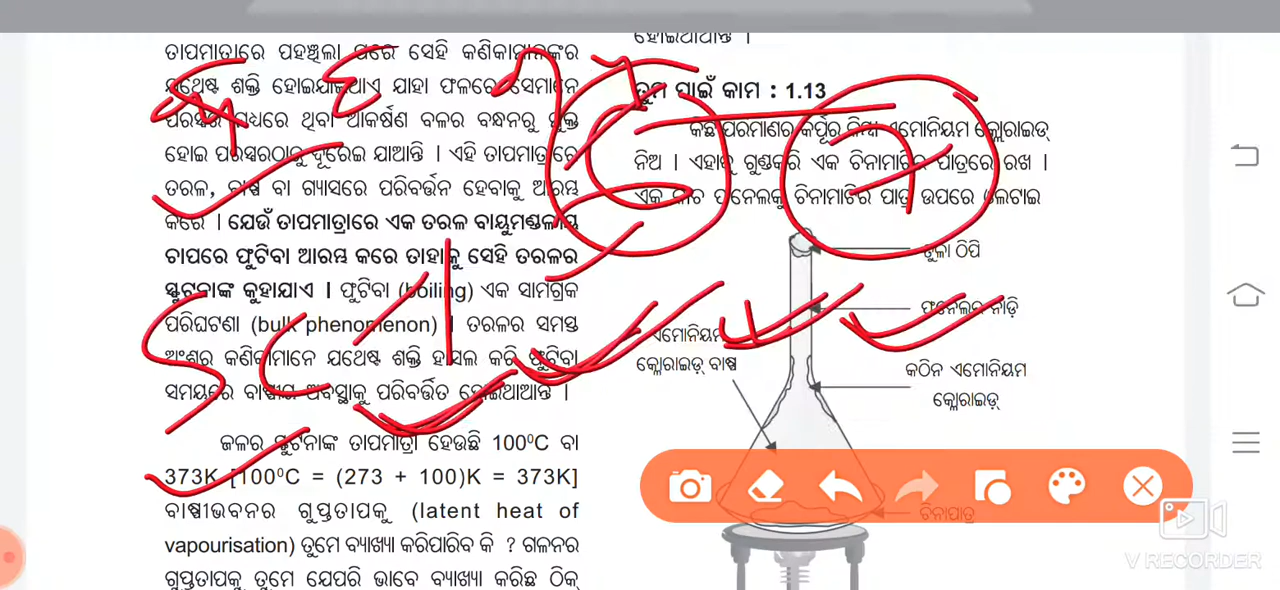 ତାପମାତ୍ରାରେ ପହଞ୍ଚିଲା ପରେ ସେହି କଣିକାମାନଙ୍କର
ଯଥେଷ୍ଟ ଶକ୍ତି ହୋଇଯାଇଥାଏ ଯାହା ଫଳରେ ସେମାନେ
ପରସ୍ପର ମଧ୍ୟରେ ଥିବା ଆକର୍ଷଣ ବଳର ବନ୍ଧନରୁ ମୁକ୍ତ
ହୋଇ ପରସ୍ପରଠାରୁ ଦୂରେଇ ଯାଆନ୍ତି । ଏହି ତାପମାତ୍ରାରେ
ତରଳ, ବାଷ୍ପ ବା ଗ୍ୟାସରେ ପରିବର୍ତ୍ତନ ହେବାକୁ ଆରମ୍ଭ
କରେ । ଯେଉଁ ତାପମାତ୍ରାରେ ଏକ ତରଳ ବାୟୁମଣ୍ଡଳୀୟ
ଚାପରେ ଫୁଟିବା ଆରମ୍ଭ କରେ ତାହାକୁ ସେହି ତରଳର
ସ୍ଫୁଟନାଙ୍କ କୁହାଯାଏ । ଫୁଟିବା (boiling) ଏକ ସାମଗ୍ରିକ
ପରିଘଟଣା (bulk phenomenon) । ତରଳର ସମସ୍ତ
ଅଂଶର କଣିକାମାନେ ଯଥେଷ୍ଟ ଶକ୍ତି ହାସଲ କରି ଫୁଟିବା
ସମୟରେ ବାଷ୍ପୀୟ ଅବସ୍ଥାକୁ ପରିବର୍ତ୍ତିତ ହୋଇଥାଆନ୍ତି ।
ଜଳର ସ୍ଫୁଟନାଙ୍କ ତାପମାତ୍ରା ହେଉଛି 100⁰C ବା
373K [100⁰C = (273 + 100)K = 373K]
ବାଷ୍ପୀଭବନର ଗୁପ୍ତତାପକୁ (latent heat of
vapourisation) ତୁମେ ବ୍ୟାଖ୍ୟା କରିପାରିବ କି ? ଗଳନର
ଗୁପ୍ତତାପକୁ ତୁମେ ଯେପରି ଭାବେ ବ୍ୟାଖ୍ୟା କରିଛ ଠିକ୍
ହୋଇଥାଆନ୍ତି ।
ତୁମ ପାଇଁ କାମ : 1.13
କିଛି ପରିମାଣର କର୍ପୂର କିମ୍ବା ଏମୋନିୟମ କ୍ଲୋରାଇଡ୍
ନିଅ । ଏହାକୁ ଗୁଣ୍ଡକରି ଏକ ଚିନାମାଟିର ପାତ୍ରରେ ରଖ ।
ଏକ କାଚ ଫନେଲକୁ ଚିନାମାଟିର ପାତ୍ର ଉପରେ ଓଲଟାଇ
ତୁଳା ଠିପି
ଫନେଲର ନାଡ଼ି
ଏମୋନିୟମ
କ୍ଲୋରାଇଡ୍ ବାଷ୍ପ
କଠିନ ଏମୋନିୟମ
କ୍ଲୋରାଇଡ୍
ଚିନାପାତ୍ର
V RECORDER